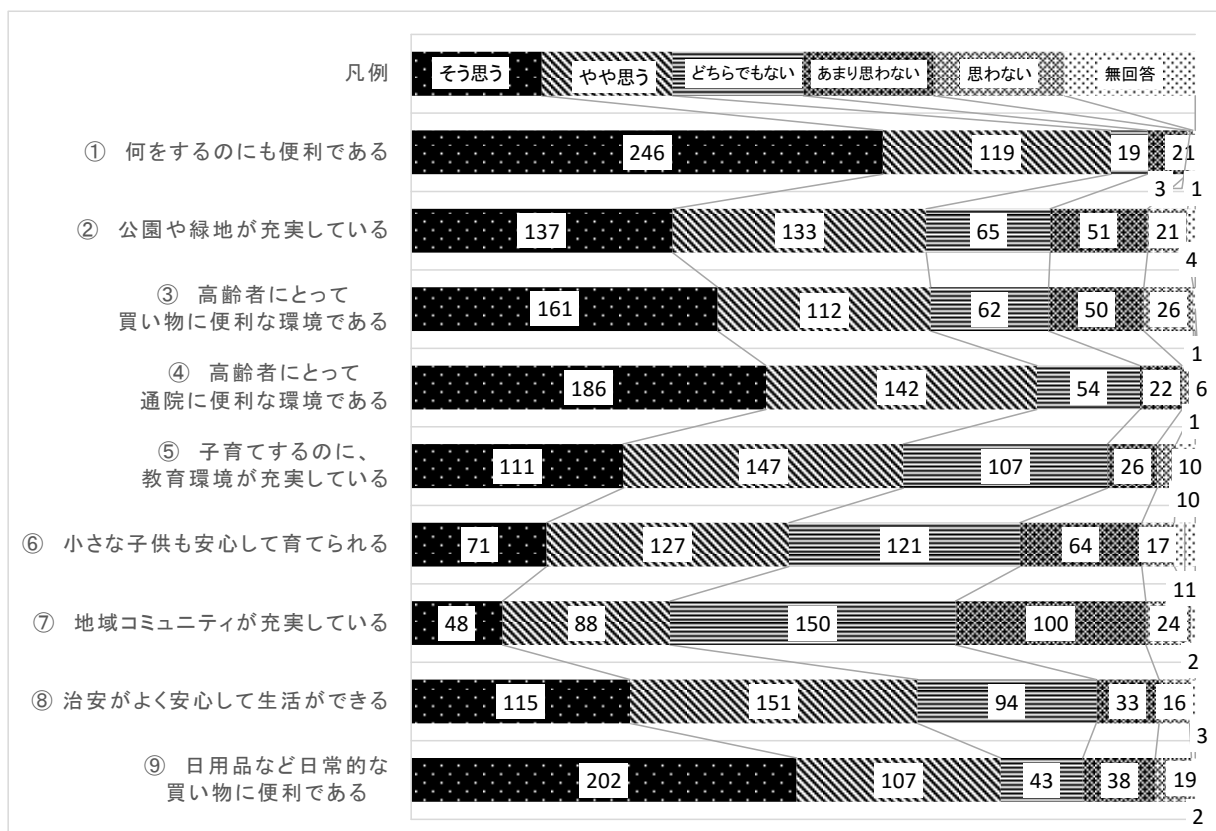 凡例
そう思う やや思う どちらでもない あまり思わない 思わない 無回答
① 何をするのにも便利である
246 119 19 21
3 1
② 公園や緑地が充実している
137 133 65 51 21
4
③ 高齢者にとって
買い物に便利な環境である
161 112 62 50 26
1
④ 高齢者にとって
通院に便利な環境である
186 142 54 22 6
1
⑤ 子育てするのに、
教育環境が充実している
111 147 107 26 10
10
⑥ 小さな子供も安心して育てられる
71 127 121 64 17
11
⑦ 地域コミュニティが充実している
48 88 150 100 24
2
⑧ 治安がよく安心して生活ができる
115 151 94 33 16
3
⑨ 日用品など日常的な
買い物に便利である
202 107 43 38 19
2